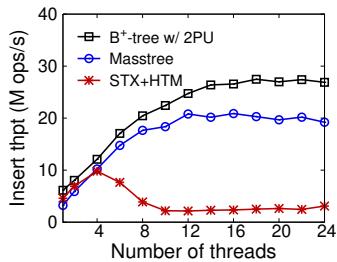 40
30
20
10
0
Insert thpt (M ops/s)
B⁺-tree w/ 2PU
Masstree
STX+HTM
4 8 12 16 20 24
Number of threads